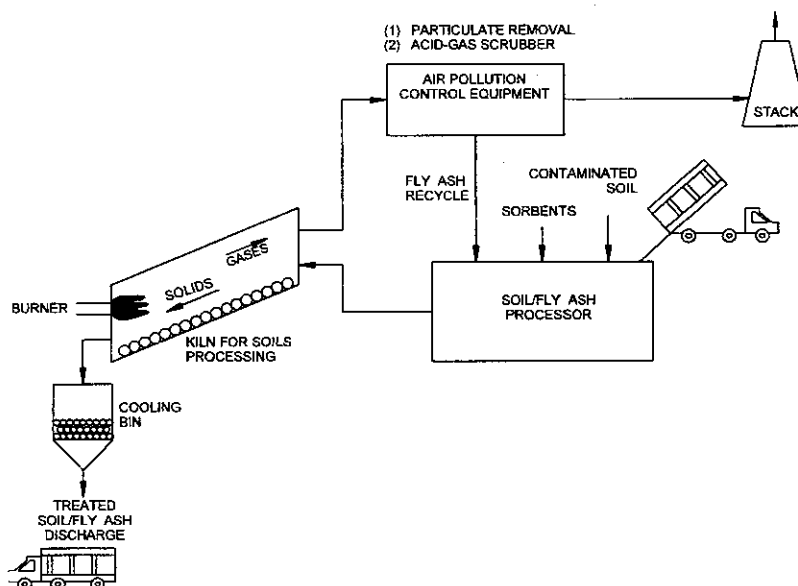 (1) PARTICULATE REMOVAL
(2) ACID-GAS SCRUBBER
AIR POLLUTION
CONTROL EQUIPMENT
STACK
FLY ASH
RECYCLE
SORBENTS
CONTAMINATED
SOIL
GASES
SOLIDS
BURNER
SOIL/FLY ASH
PROCESSOR
KILN FOR SOILS
PROCESSING
COOLING
BIN
TREATED
SOIL/FLY ASH
DISCHARGE